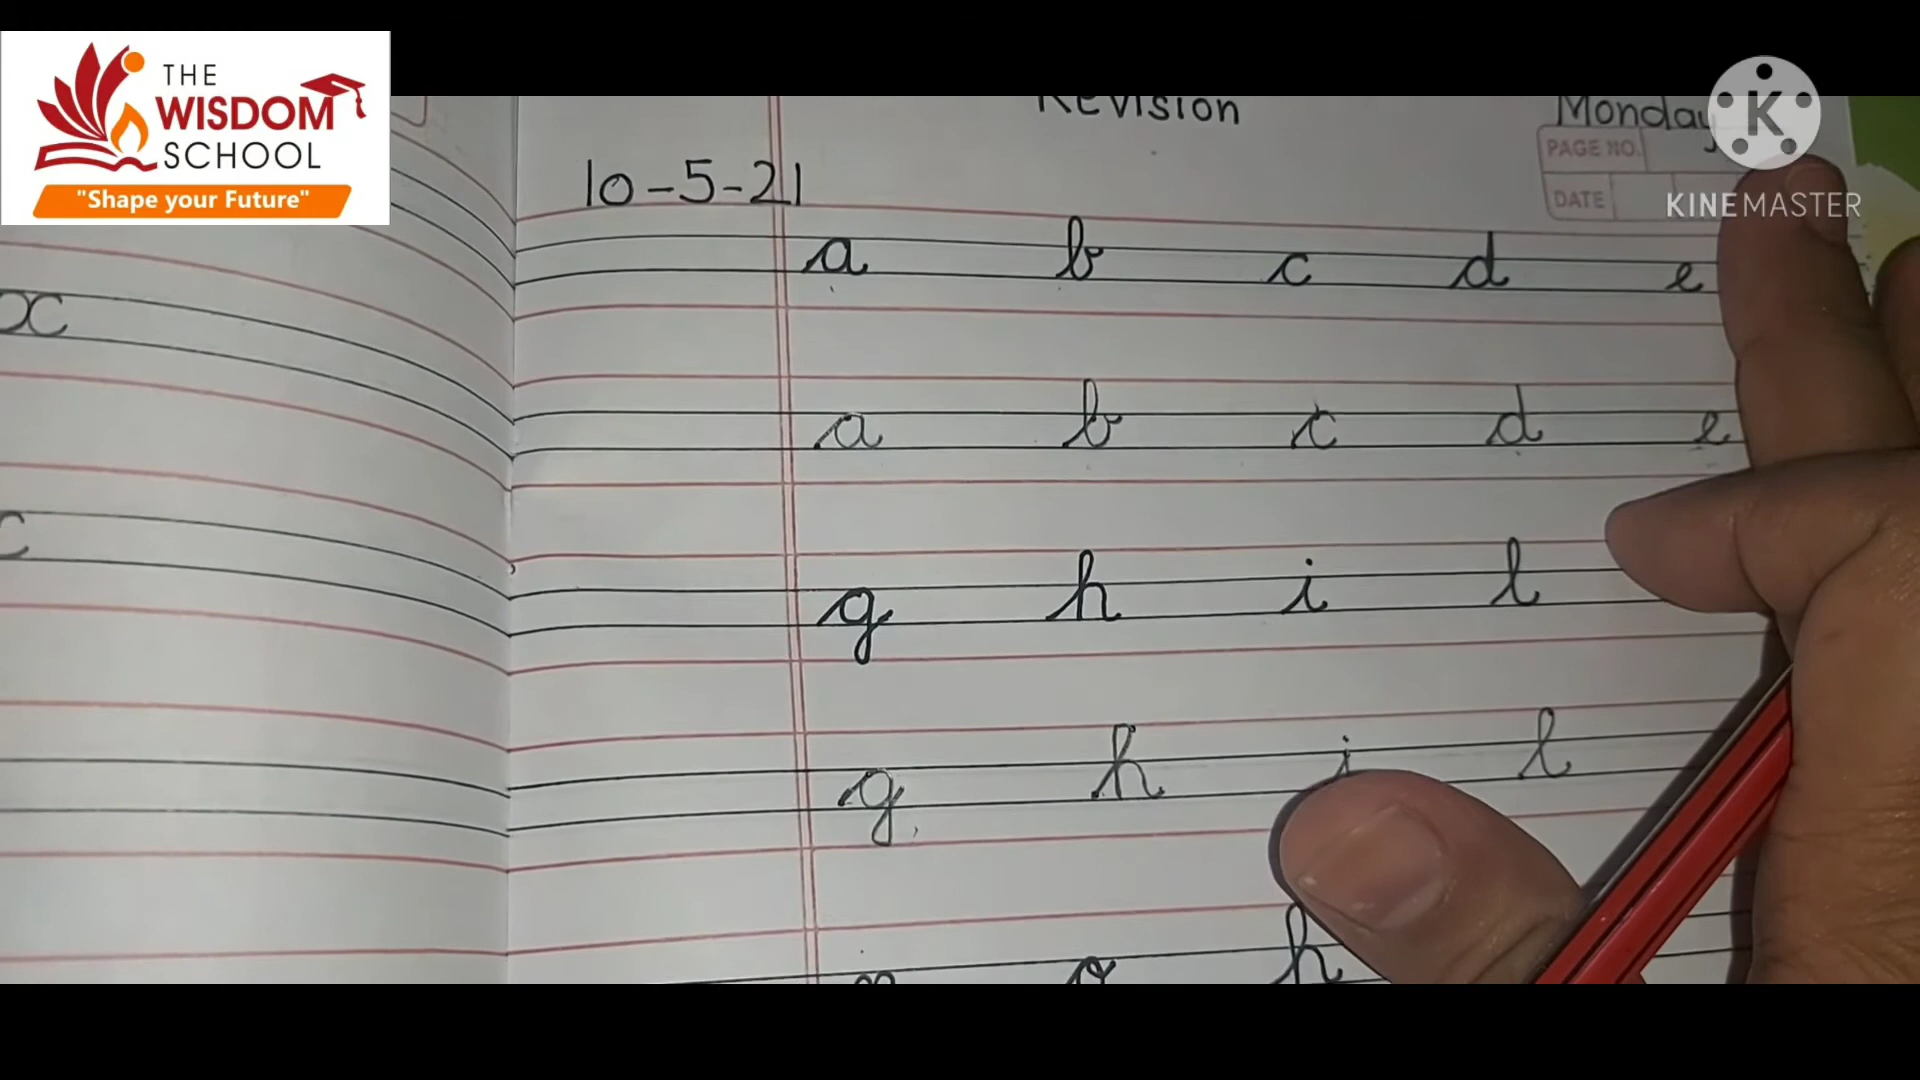 THE
WISDOM
SCHOOL
"Shape your Future"
Revision
Monday
PAGE NO.
DATE
KINEMASTER
10-5-21
a b c d e
a b c d e
g h i l
g h i l
h
x
c